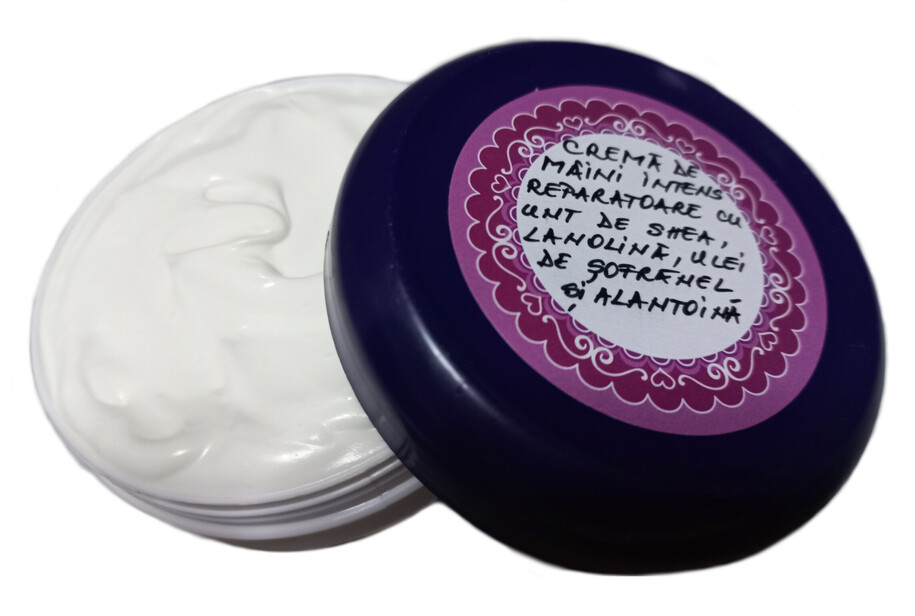 CREMĂ DE
MÂINI INTENS
REPARATOARE CU
UNT DE SHEA,
LANOLINĂ, ULEI
DE ȘOFRĂNEL
ȘI ALANTOINĂ